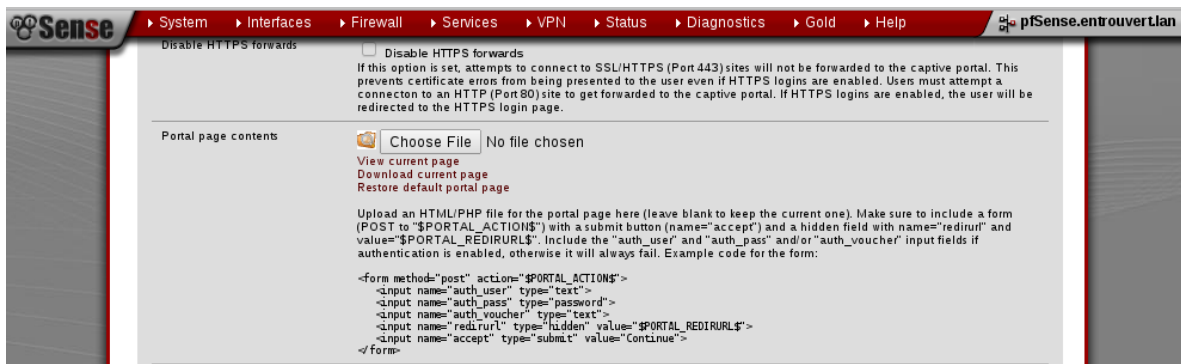 Sense
System Interfaces Firewall Services VPN Status Diagnostics Gold Help pfSense.entrouvert.lan
Disable HTTPS forwards
Disable HTTPS forwards
If this option is set, attempts to connect to SSL/HTTPS (Port 443) sites will not be forwarded to the captive portal. This
prevents certificate errors from being presented to the user even if HTTPS logins are enabled. Users must attempt a
connecton to an HTTP (Port 80) site to get forwarded to the captive portal. If HTTPS logins are enabled, the user will be
redirected to the HTTPS login page.
Portal page contents
Choose File No file chosen
View current page
Download current page
Restore default portal page
Upload an HTML/PHP file for the portal page here (leave blank to keep the current one). Make sure to include a form
(POST to "$PORTAL_ACTION$") with a submit button (name="accept") and a hidden field with name="redirurl" and
value="$PORTAL_REDIRURL$". Include the "auth_user" and "auth_pass" and/or "auth_voucher" input fields if
authentication is enabled, otherwise it will always fail. Example code for the form:
<form method="post" action="$PORTAL_ACTION$">
<input name="auth_user" type="text">
<input name="auth_pass" type="password">
<input name="auth_voucher" type="text">
<input name="redirurl" type="hidden" value="$PORTAL_REDIRURL$">
<input name="accept" type="submit" value="Continue">
</form>